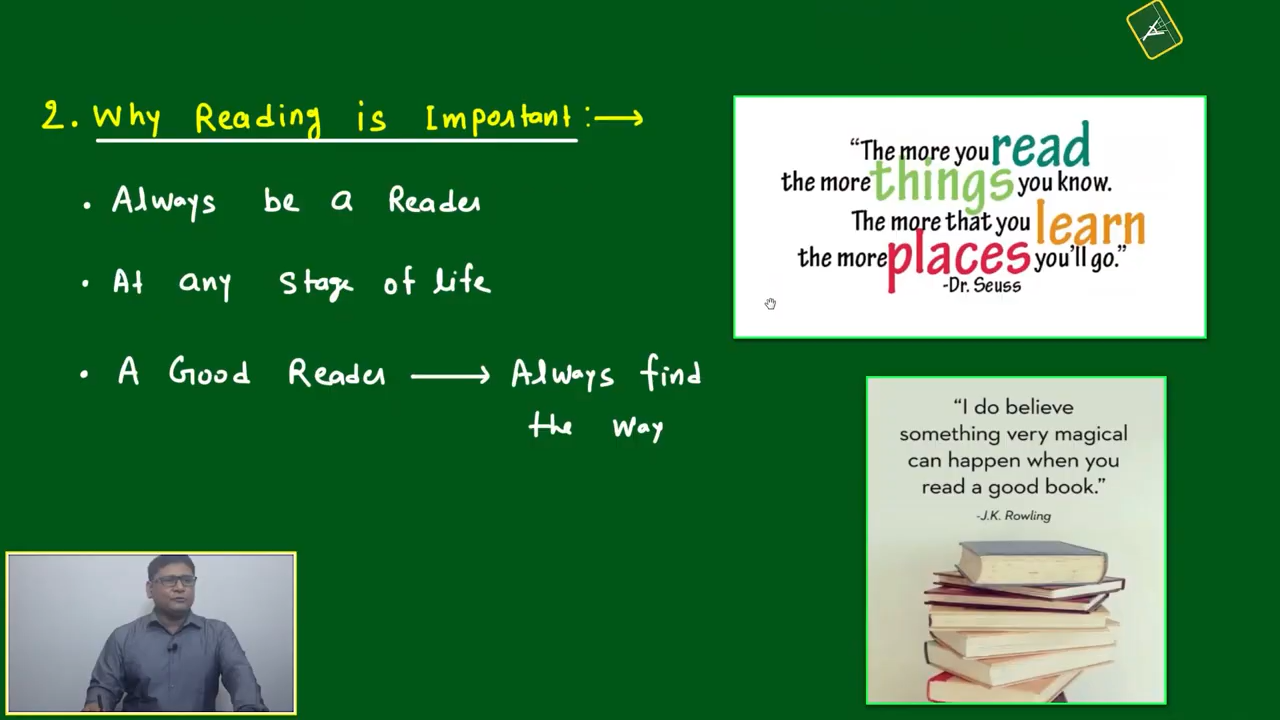 2. Why Reading is Important :→
• Always be a Reader
• At any stage of life
• A Good Reader → Always find
the way
“The more you read
the more things you know.
The more that you learn
the more places you'll go.”
-Dr. Seuss
“I do believe
something very magical
can happen when you
read a good book.”
-J.K. Rowling